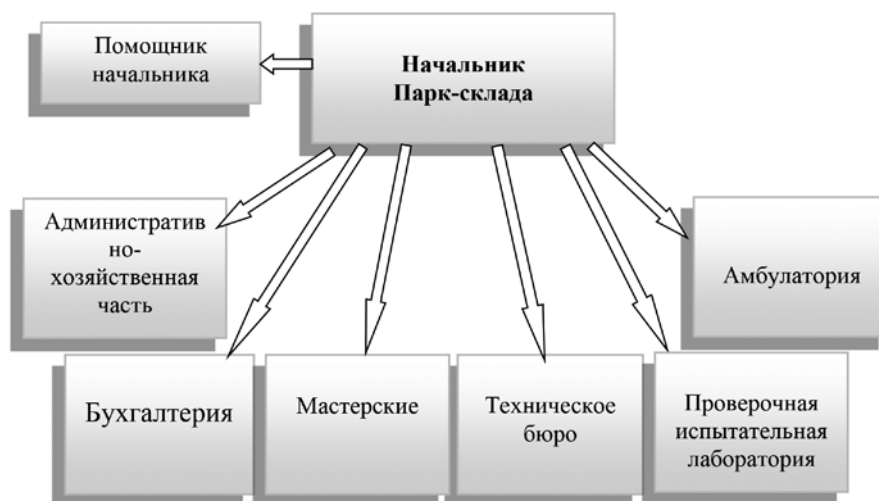 Помощник
начальника
Начальник
Парк-склада
Административ
но-
хозяйственная
часть
Амбулатория
Бухгалтерия
Мастерские
Техническое
бюро
Проверочная
испытательная
лаборатория